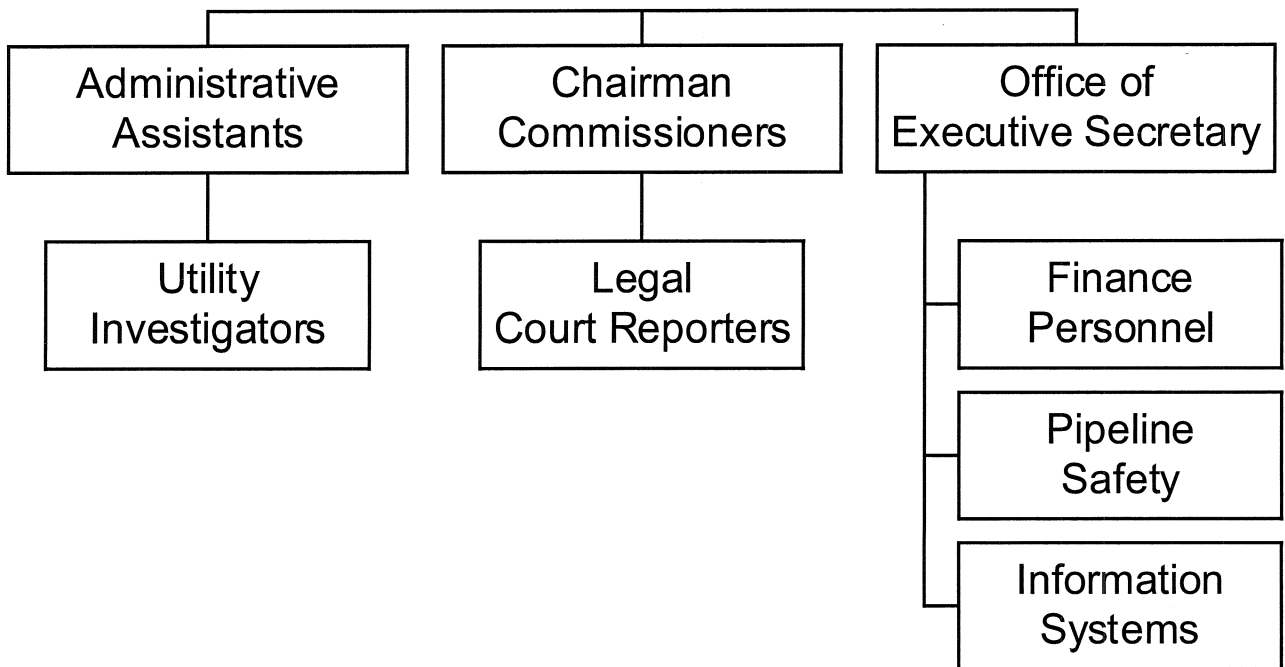 Administrative
Assistants
Chairman
Commissioners
Office of
Executive Secretary
Utility
Investigators
Legal
Court Reporters
Finance
Personnel
Pipeline
Safety
Information
Systems